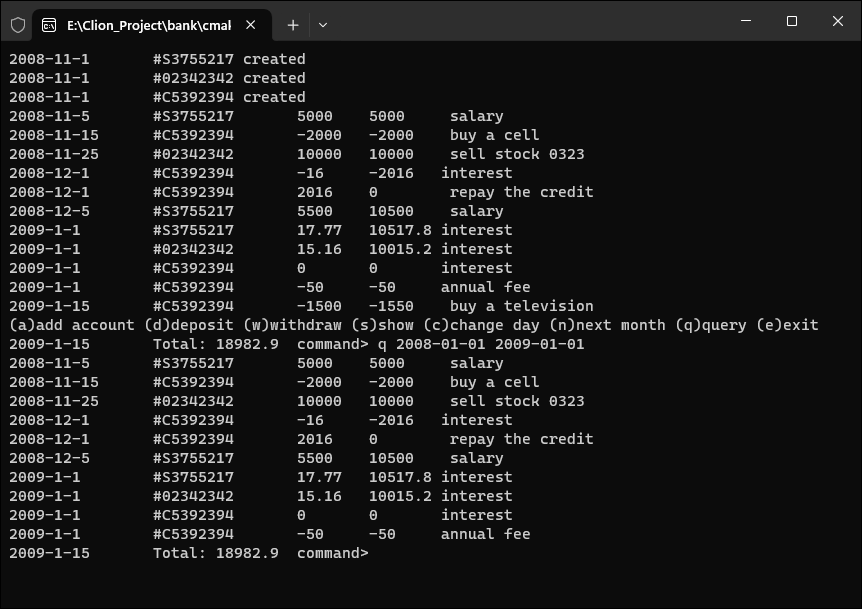 E:\Clion_Project\bank\cmak
2008-11-1 #S3755217 created
2008-11-1 #02342342 created
2008-11-1 #C5392394 created
2008-11-5 #S3755217 5000 5000 salary
2008-11-15 #C5392394 -2000 -2000 buy a cell
2008-11-25 #02342342 10000 10000 sell stock 0323
2008-12-1 #C5392394 -16 -2016 interest
2008-12-1 #C5392394 2016 0 repay the credit
2008-12-5 #S3755217 5500 10500 salary
2009-1-1 #S3755217 17.77 10517.8 interest
2009-1-1 #02342342 15.16 10015.2 interest
2009-1-1 #C5392394 0 0 interest
2009-1-1 #C5392394 -50 -50 annual fee
2009-1-15 #C5392394 -1500 -1550 buy a television
(a)add account (d)deposit (w)withdraw (s)show (c)change day (n)next month (q)query (e)exit
2009-1-15 Total: 18982.9 command> q 2008-01-01 2009-01-01
2008-11-5 #S3755217 5000 5000 salary
2008-11-15 #C5392394 -2000 -2000 buy a cell
2008-11-25 #02342342 10000 10000 sell stock 0323
2008-12-1 #C5392394 -16 -2016 interest
2008-12-1 #C5392394 2016 0 repay the credit
2008-12-5 #S3755217 5500 10500 salary
2009-1-1 #S3755217 17.77 10517.8 interest
2009-1-1 #02342342 15.16 10015.2 interest
2009-1-1 #C5392394 0 0 interest
2009-1-1 #C5392394 -50 -50 annual fee
2009-1-15 Total: 18982.9 command>